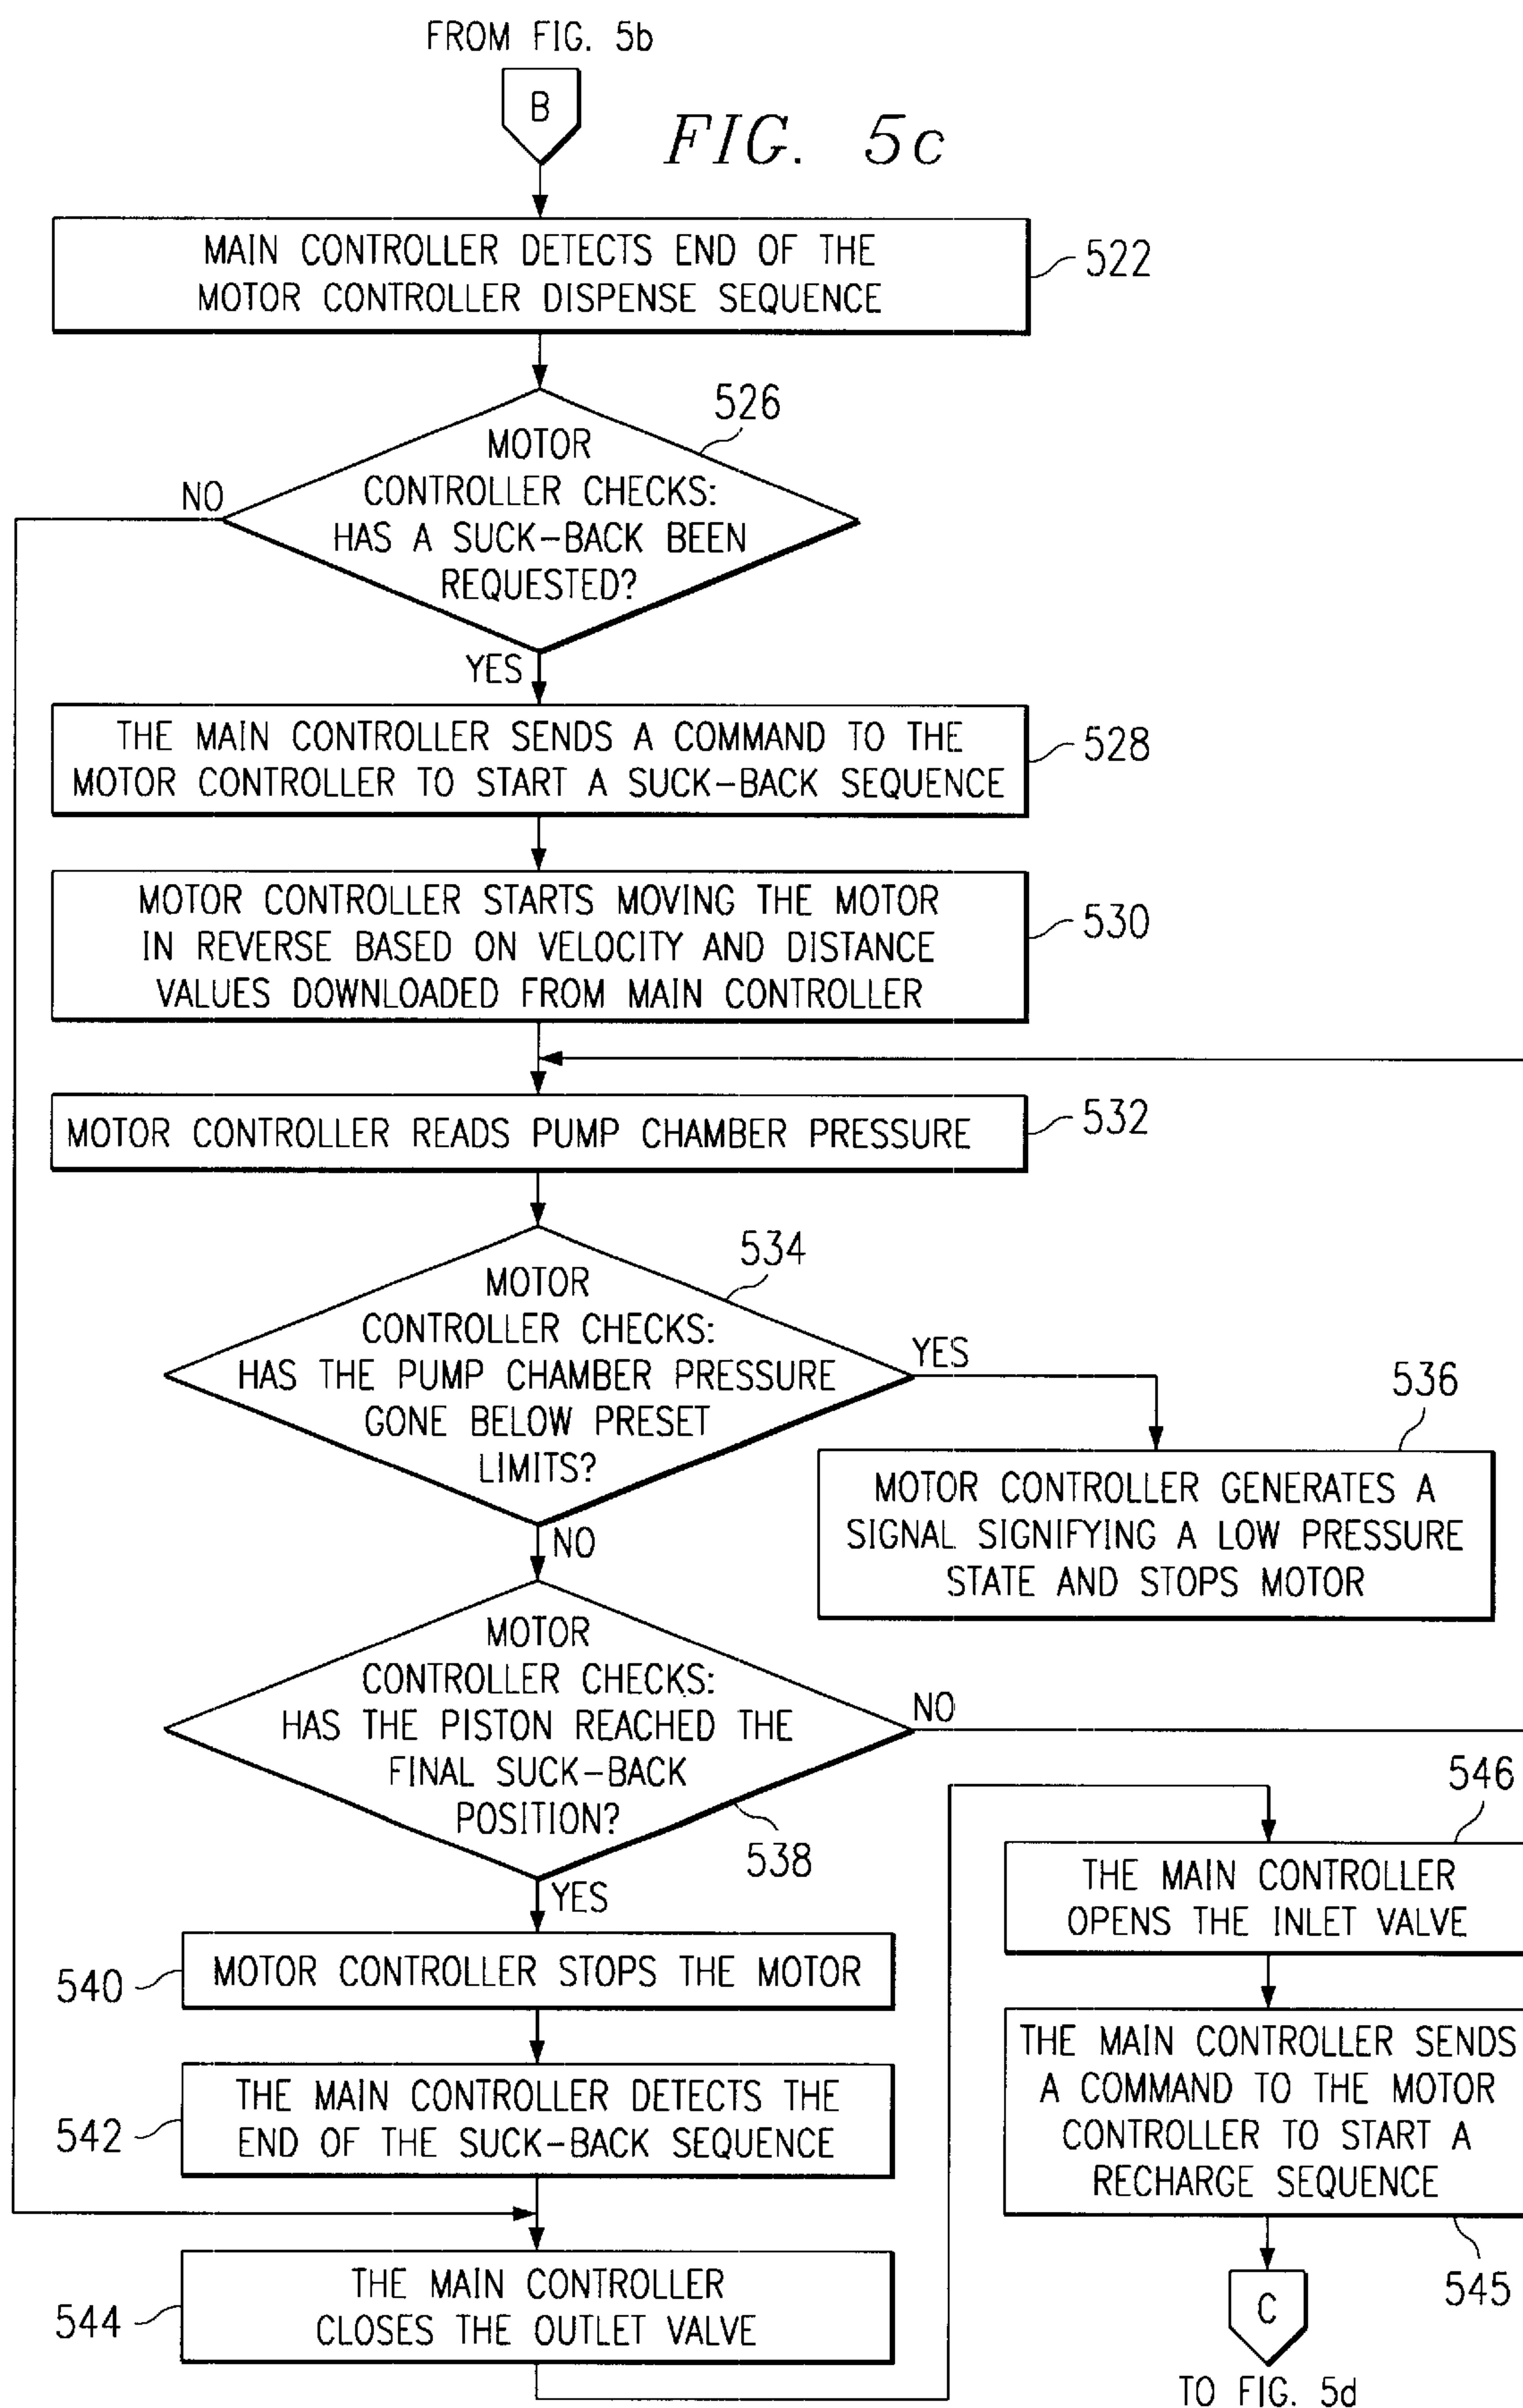 FROM FIG. 5b
B
FIG. 5c
MAIN CONTROLLER DETECTS END OF THE
MOTOR CONTROLLER DISPENSE SEQUENCE
522
526
MOTOR
CONTROLLER CHECKS:
HAS A SUCK-BACK BEEN
REQUESTED?
NO
YES
THE MAIN CONTROLLER SENDS A COMMAND TO THE
MOTOR CONTROLLER TO START A SUCK-BACK SEQUENCE
528
MOTOR CONTROLLER STARTS MOVING THE MOTOR
IN REVERSE BASED ON VELOCITY AND DISTANCE
VALUES DOWNLOADED FROM MAIN CONTROLLER
530
MOTOR CONTROLLER READS PUMP CHAMBER PRESSURE
532
534
MOTOR
CONTROLLER CHECKS:
HAS THE PUMP CHAMBER PRESSURE
GONE BELOW PRESET
LIMITS?
YES
536
MOTOR CONTROLLER GENERATES A
SIGNAL SIGNIFYING A LOW PRESSURE
STATE AND STOPS MOTOR
NO
MOTOR
CONTROLLER CHECKS:
HAS THE PISTON REACHED THE
FINAL SUCK-BACK
POSITION?
NO
538
YES
540
MOTOR CONTROLLER STOPS THE MOTOR
542
THE MAIN CONTROLLER DETECTS THE
END OF THE SUCK-BACK SEQUENCE
544
THE MAIN CONTROLLER
CLOSES THE OUTLET VALVE
546
THE MAIN CONTROLLER
OPENS THE INLET VALVE
THE MAIN CONTROLLER SENDS
A COMMAND TO THE MOTOR
CONTROLLER TO START A
RECHARGE SEQUENCE
545
C
TO FIG. 5d